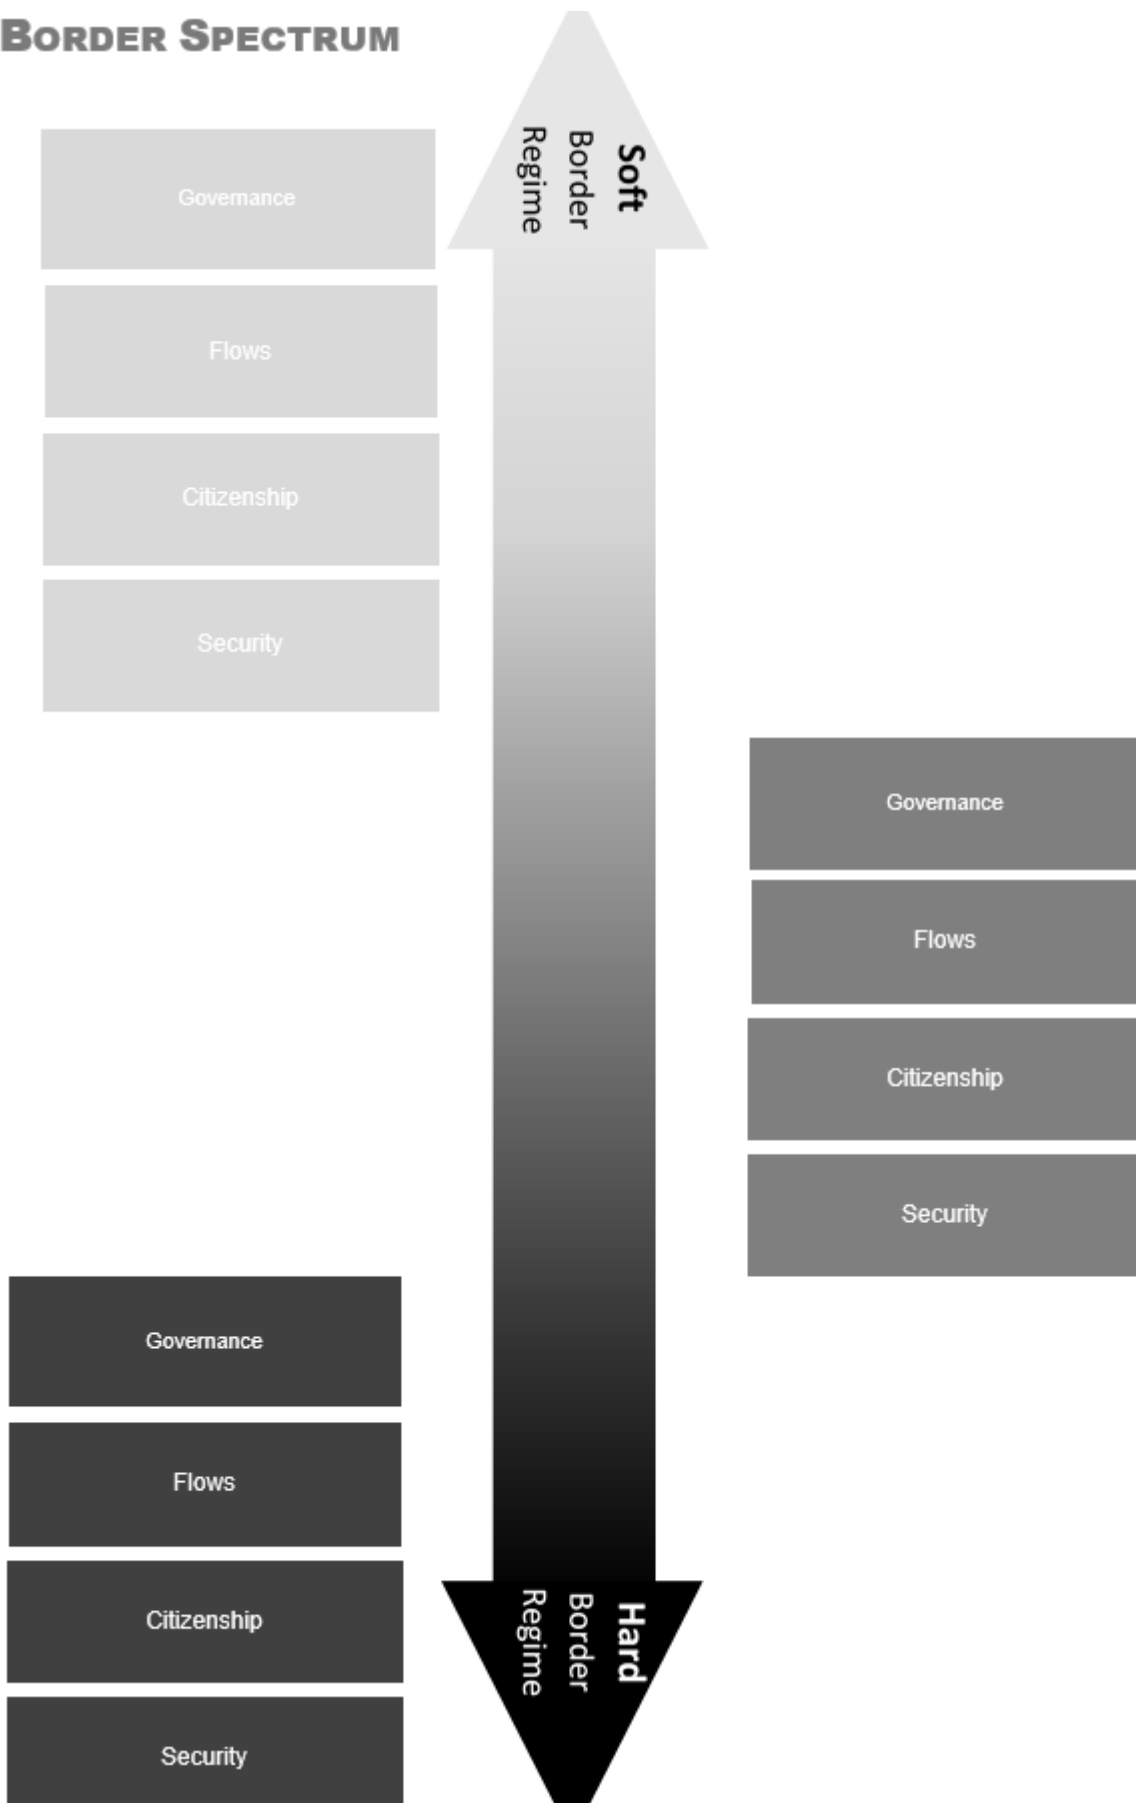 BORDER SPECTRUM
Soft
Border
Regime
Governance
Flows
Citizenship
Security
Governance
Flows
Citizenship
Security
Governance
Flows
Citizenship
Security
Hard
Border
Regime